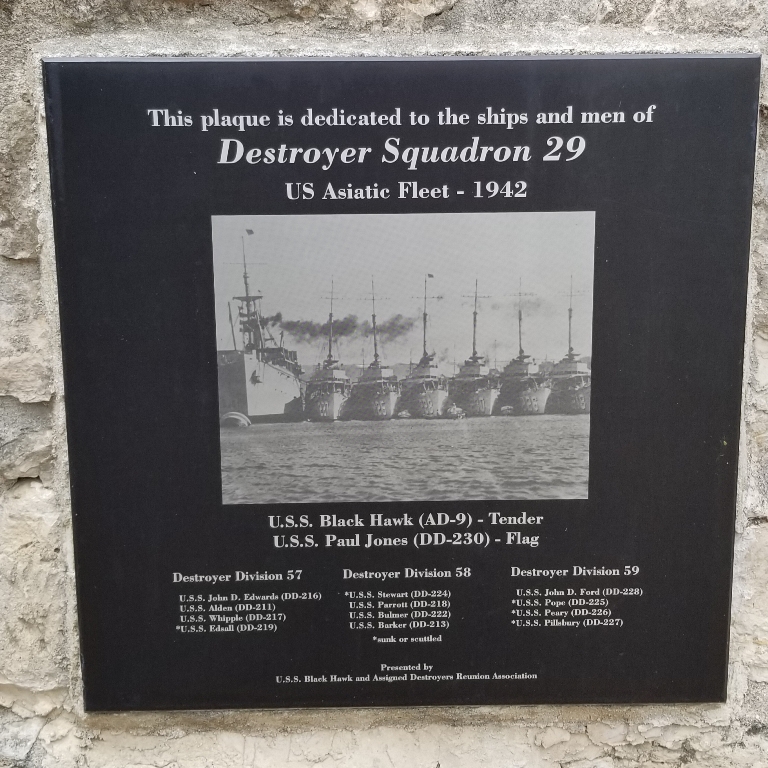 This plaque is dedicated to the ships and men of
Destroyer Squadron 29
US Asiatic Fleet - 1942
U.S.S. Black Hawk (AD-9) - Tender
U.S.S. Paul Jones (DD-230) - Flag
Destroyer Division 57
U.S.S. John D. Edwards (DD-216)
U.S.S. Alden (DD-211)
U.S.S. Whipple (DD-217)
*U.S.S. Edsall (DD-219)
Destroyer Division 58
*U.S.S. Stewart (DD-224)
U.S.S. Parrott (DD-218)
U.S.S. Bulmer (DD-222)
U.S.S. Barker (DD-213)
*sunk or scuttled
Destroyer Division 59
U.S.S. John D. Ford (DD-228)
*U.S.S. Pope (DD-225)
*U.S.S. Peary (DD-226)
*U.S.S. Pillsbury (DD-227)
Presented by
U.S.S. Black Hawk and Assigned Destroyers Reunion Association